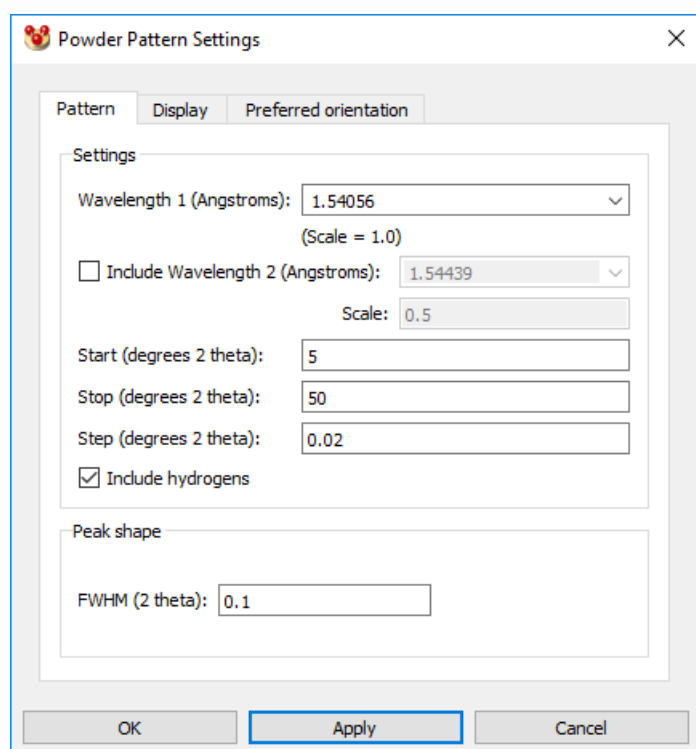 Powder Pattern Settings
Pattern Display Preferred orientation
Settings
Wavelength 1 (Angstroms): 1.54056
(Scale = 1.0)
Include Wavelength 2 (Angstroms): 1.54439
Scale: 0.5
Start (degrees 2 theta): 5
Stop (degrees 2 theta): 50
Step (degrees 2 theta): 0.02
Include hydrogens
Peak shape
FWHM (2 theta): 0.1
OK Apply Cancel